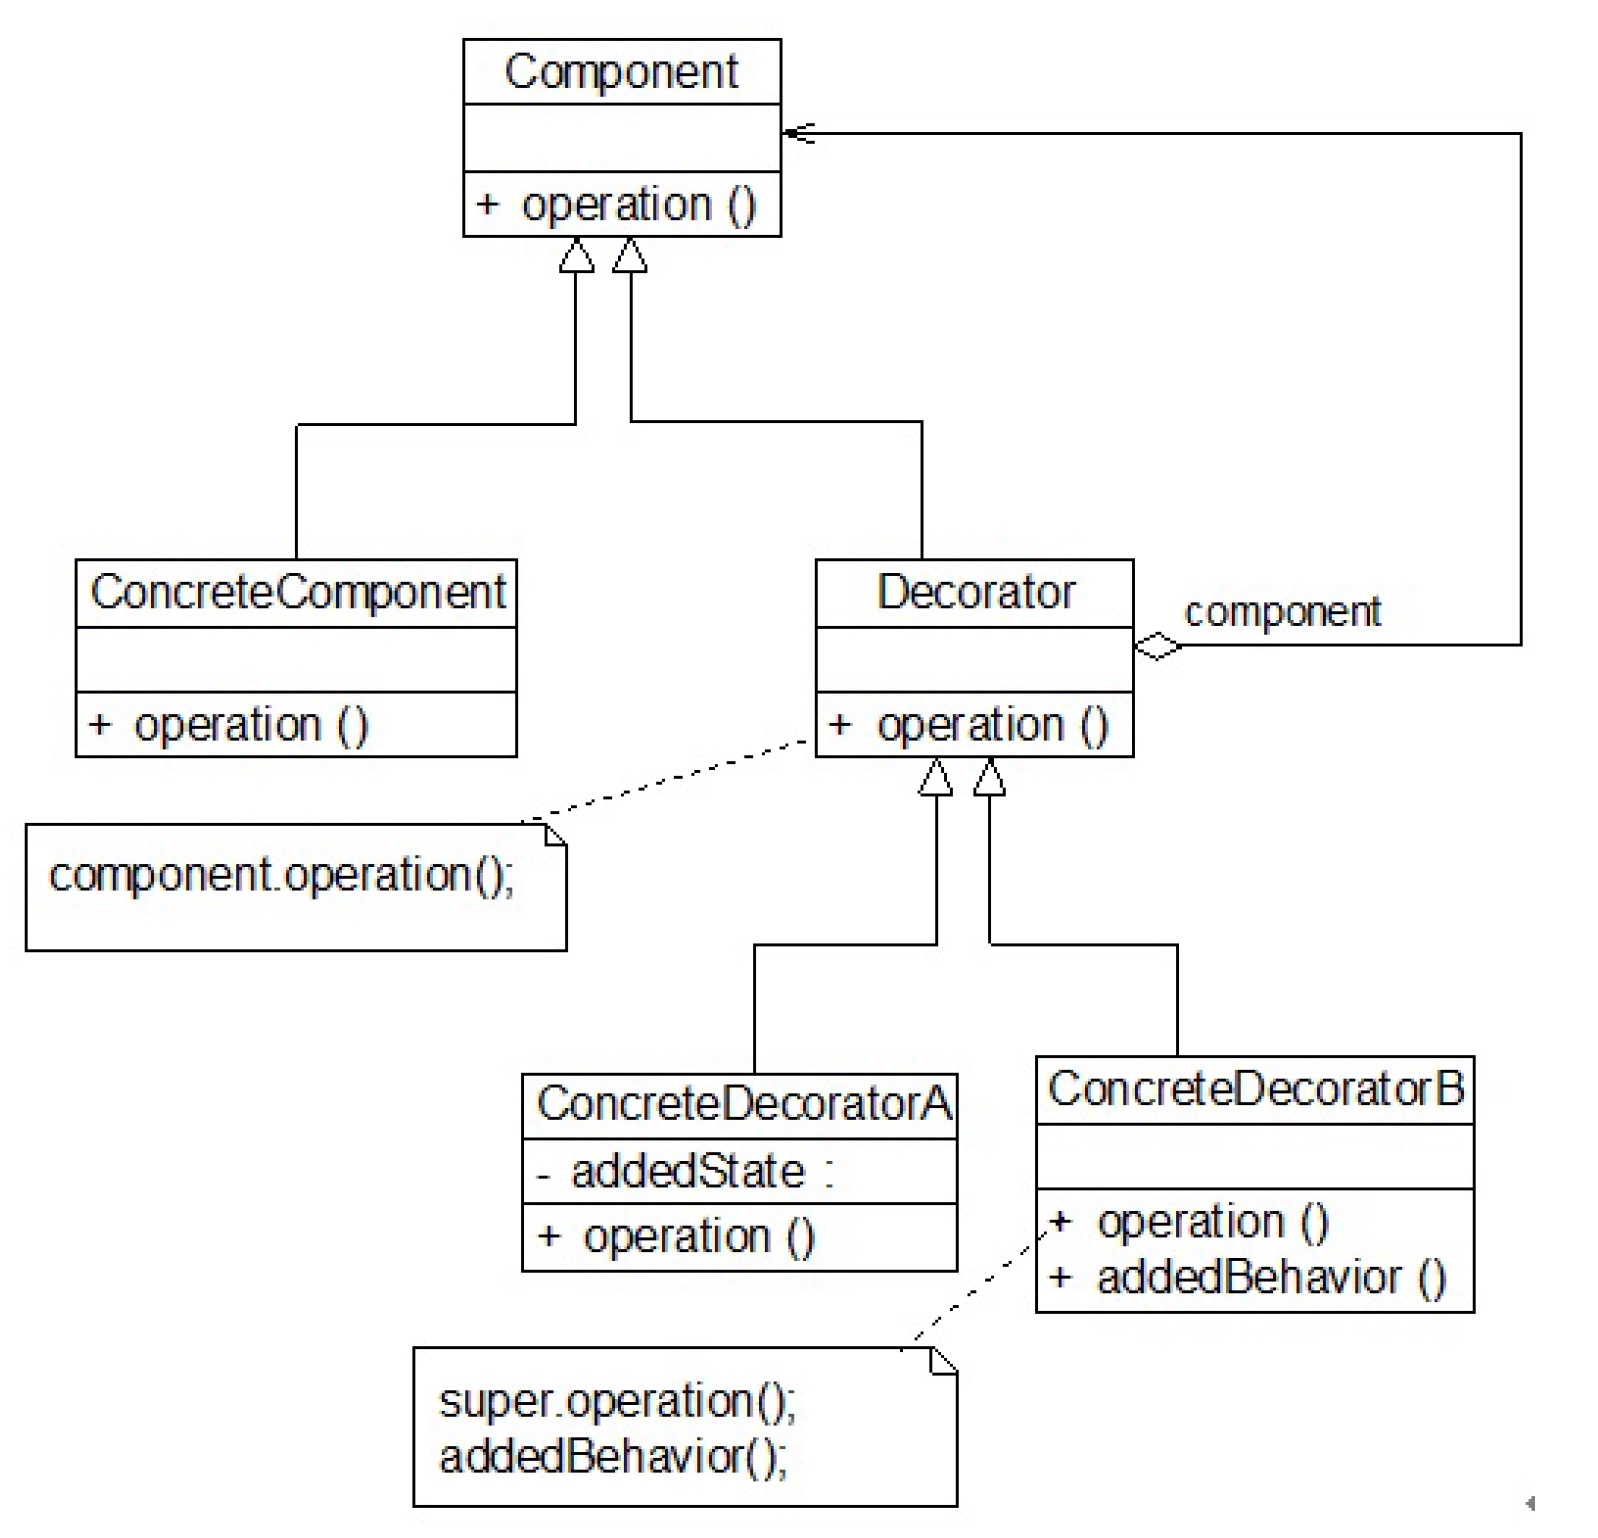 Component
+ operation ()
ConcreteComponent
+ operation ()
Decorator
+ operation ()
component
component.operation();
ConcreteDecoratorA
- addedState :
+ operation ()
ConcreteDecoratorB
+ operation ()
+ addedBehavior ()
super.operation();
addedBehavior();